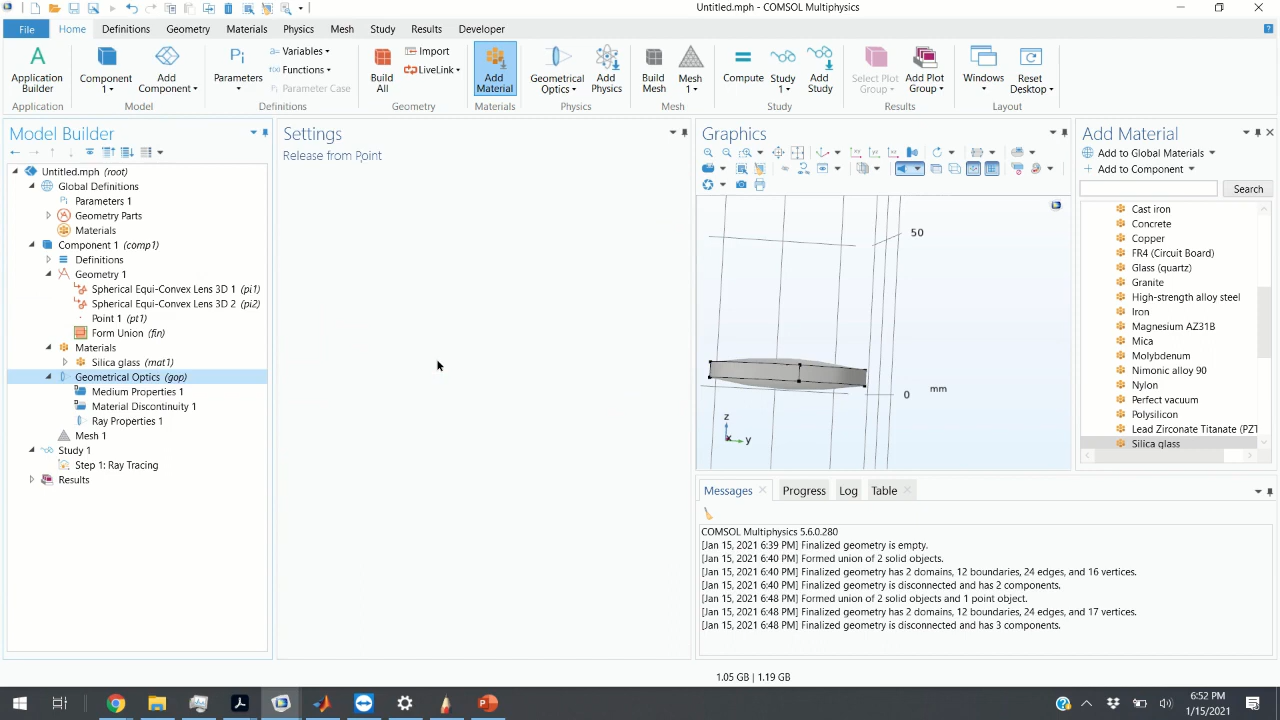 Untitled.mph - COMSOL Multiphysics
File Home Definitions Geometry Materials Physics Mesh Study Results Developer
Application Builder
Component 1
Add Component
Parameters
Variables
Functions
Parameter Case
Build All
Import
LiveLink
Add Material
Geometrical Optics
Add Physics
Build Mesh
Mesh 1
Compute
Study 1
Add Study
Select Plot Group
Add Plot Group
Windows
Reset Desktop
Application Model Definitions Geometry Materials Physics Mesh Study Results Layout
Model Builder
Untitled.mph (root)
Global Definitions
Parameters 1
Geometry Parts
Materials
Component 1 (comp1)
Definitions
Geometry 1
Spherical Equi-Convex Lens 3D 1 (pi1)
Spherical Equi-Convex Lens 3D 2 (pi2)
Point 1 (pt1)
Form Union (fin)
Materials
Silica glass (mat1)
Geometrical Optics (gop)
Medium Properties 1
Material Discontinuity 1
Ray Properties 1
Mesh 1
Study 1
Step 1: Ray Tracing
Results
Settings
Release from Point
Graphics
50
0
mm
z
x
y
Add Material
Add to Global Materials
Add to Component
Search
Cast iron
Concrete
Copper
FR4 (Circuit Board)
Glass (quartz)
Granite
High-strength alloy steel
Iron
Magnesium AZ31B
Mica
Molybdenum
Nimonic alloy 90
Nylon
Perfect vacuum
Polysilicon
Lead Zirconate Titanate (PZT
Silica glass
Messages Progress Log Table
COMSOL Multiphysics 5.6.0.280
[Jan 15, 2021 6:39 PM] Finalized geometry is empty.
[Jan 15, 2021 6:40 PM] Formed union of 2 solid objects.
[Jan 15, 2021 6:40 PM] Finalized geometry has 2 domains, 12 boundaries, 24 edges, and 16 vertices.
[Jan 15, 2021 6:40 PM] Finalized geometry is disconnected and has 2 components.
[Jan 15, 2021 6:48 PM] Formed union of 2 solid objects and 1 point object.
[Jan 15, 2021 6:48 PM] Finalized geometry has 2 domains, 12 boundaries, 24 edges, and 17 vertices.
[Jan 15, 2021 6:48 PM] Finalized geometry is disconnected and has 3 components.
1.05 GB | 1.19 GB
6:52 PM
1/15/2021